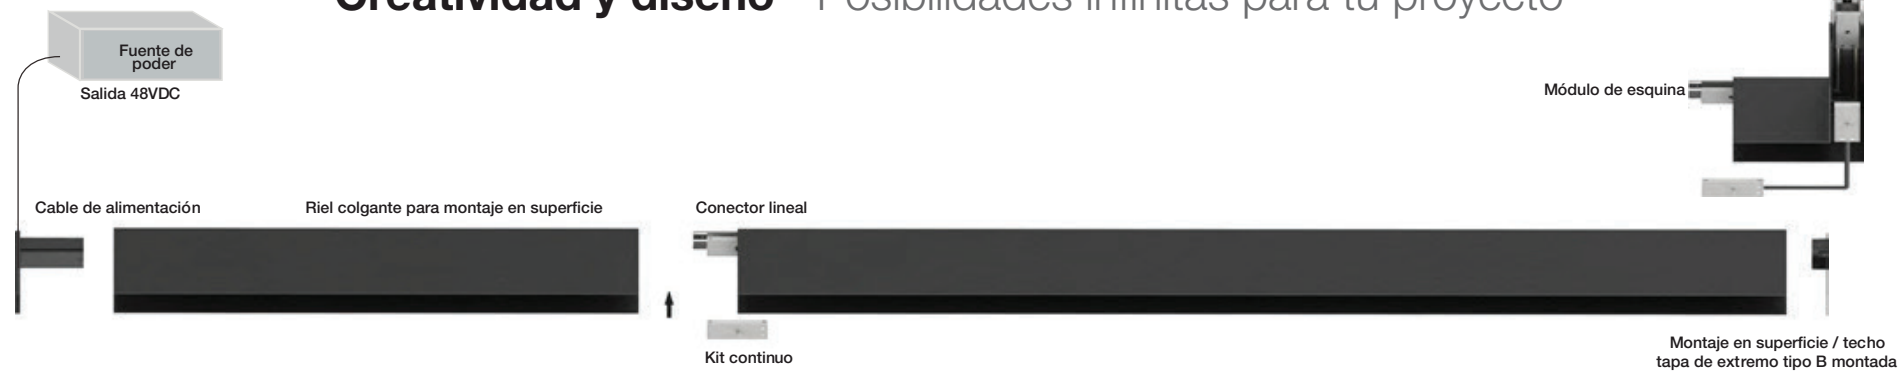 Creatividad y diseño Posibilidades infinitas para tu proyecto
Fuente de
poder
Salida 48VDC
Módulo de esquina
Cable de alimentación
Riel colgante para montaje en superficie
Conector lineal
Kit continuo
Montaje en superficie / techo
tapa de extremo tipo B montada